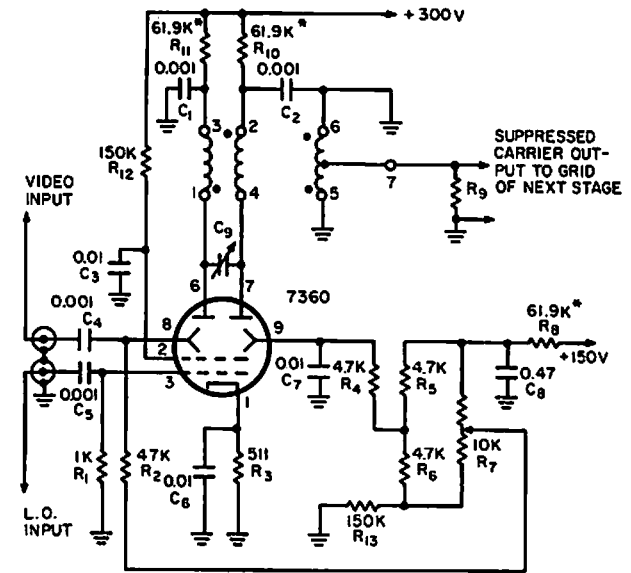 +300V
61.9K*
R11
61.9K*
R10
0.001
C1
0.001
C2
3
2
6
150K
R12
1
4
5
7
SUPPRESSED
CARRIER OUT-
PUT TO GRID
OF NEXT STAGE
R9
VIDEO
INPUT
C9
0.01
C3
6
7
7360
0.001
C4
8
9
2
3
1
0.001
C5
0.01
C7
4.7K
R4
4.7K
R5
61.9K*
R8
+150V
0.47
C8
1K
R1
47K
R2
0.01
C6
511
R3
4.7K
R6
10K
R7
150K
R13
L.O.
INPUT